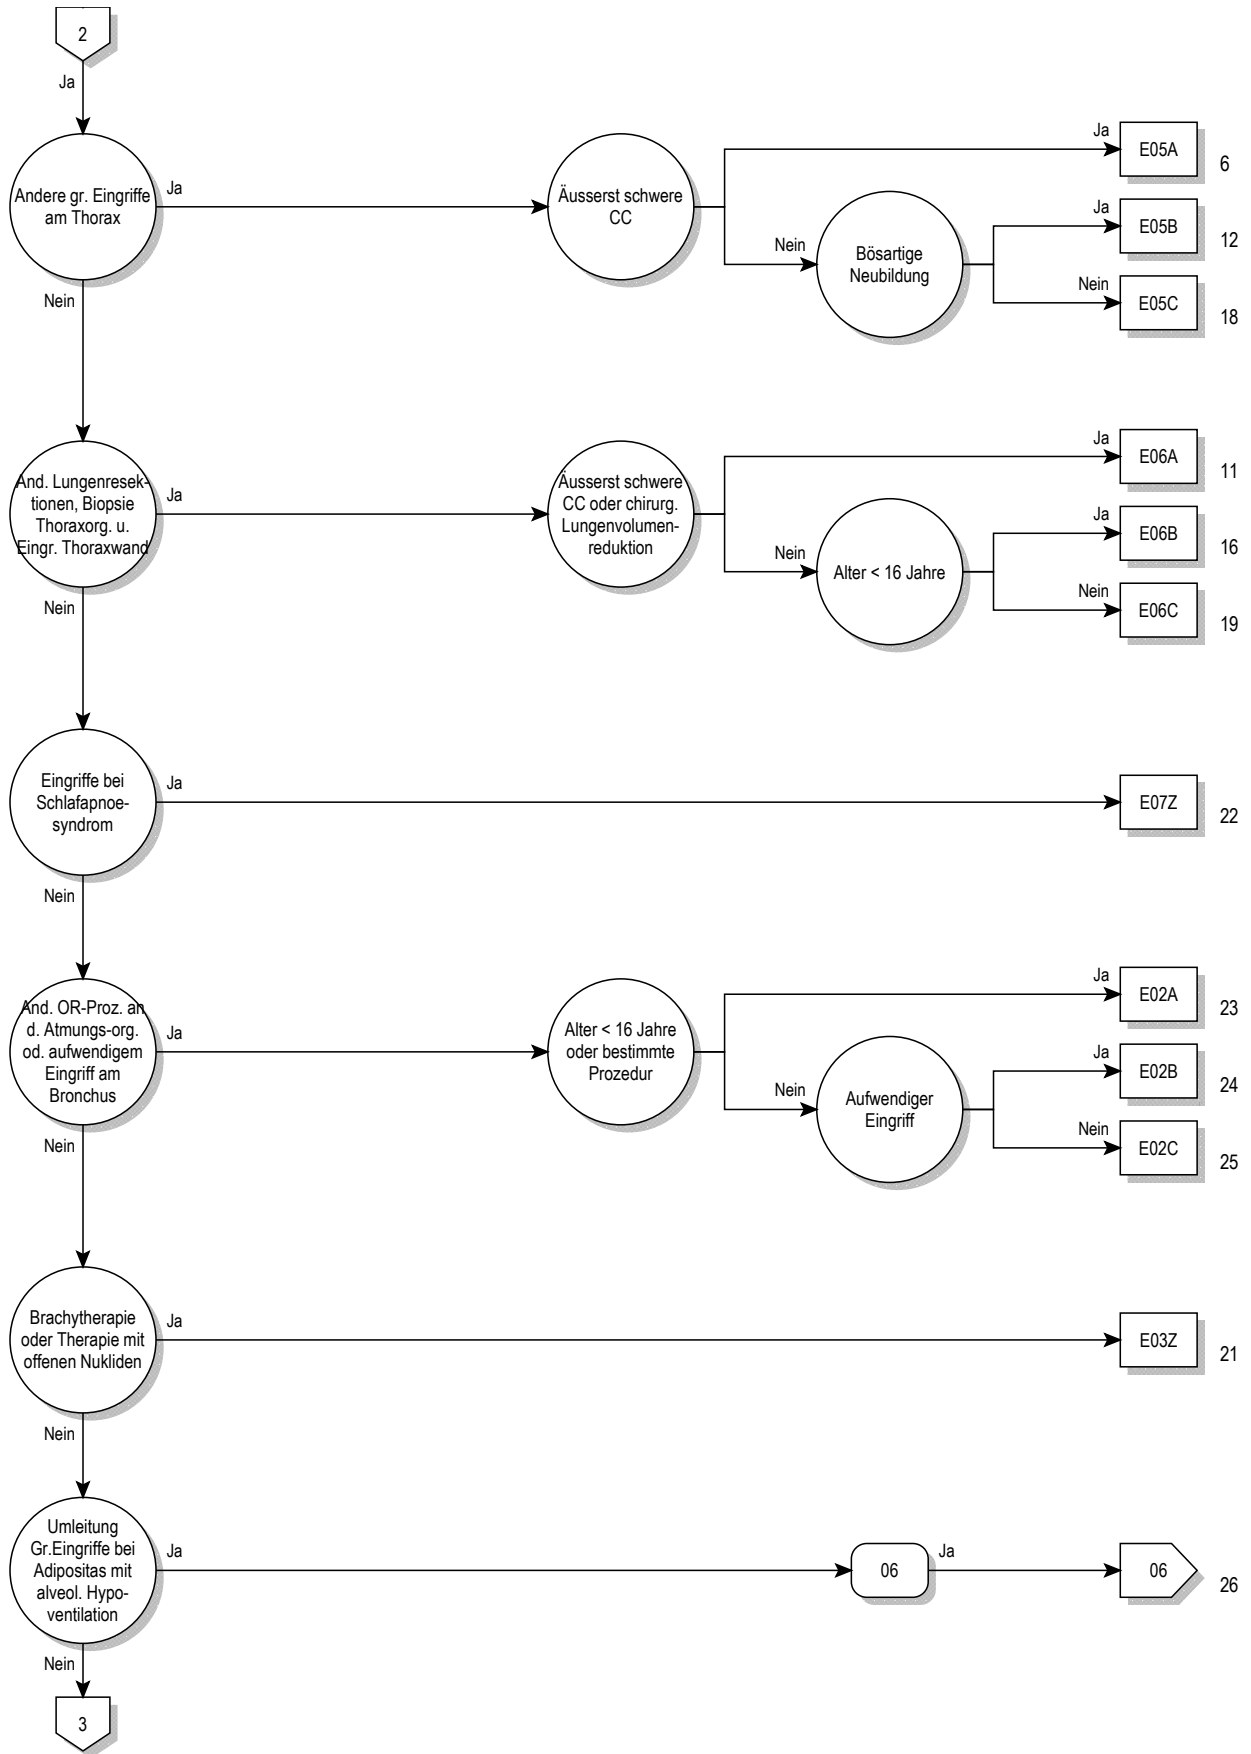 2
Ja
Andere gr. Eingriffe
am Thorax
Ja
Äusserst schwere
CC
Ja
E05A
6
Nein
Bösartige
Neubildung
Ja
E05B
12
Nein
E05C
18
Nein
And. Lungenresek-
tionen, Biopsie
Thoraxorg. u.
Eingr. Thoraxwand
Ja
Äusserst schwere
CC oder chirurg.
Lungenvolumen-
reduktion
Ja
E06A
11
Nein
Alter < 16 Jahre
Ja
E06B
16
Nein
E06C
19
Nein
Eingriffe bei
Schlafapnoe-
syndrom
Ja
E07Z
22
Nein
And. OR-Proz. an
d. Atmungs-org.
od. aufwendigem
Eingriff am
Bronchus
Ja
Alter < 16 Jahre
oder bestimmte
Prozedur
Ja
E02A
23
Nein
Aufwendiger
Eingriff
Ja
E02B
24
Nein
E02C
25
Nein
Brachytherapie
oder Therapie mit
offenen Nukliden
Ja
E03Z
21
Nein
Umleitung
Gr.Eingriffe bei
Adipositas mit
alveol. Hypo-
ventilation
Ja
06
Ja
06
26
Nein
3